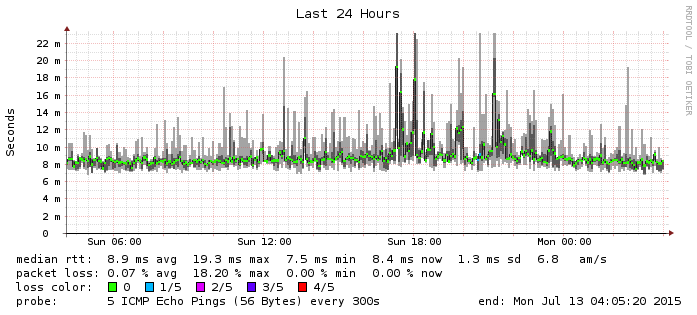 Last 24 Hours
RRDTOOL / TOBI OETIKER
Seconds
22 m
20 m
18 m
16 m
14 m
12 m
10 m
8 m
6 m
4 m
2 m
0
Sun 06:00 Sun 12:00 Sun 18:00 Mon 00:00
median rtt: 8.9 ms avg 19.3 ms max 7.5 ms min 8.4 ms now 1.3 ms sd 6.8 am/s
packet loss: 0.07 % avg 18.20 % max 0.00 % min 0.00 % now
loss color: 0 1/5 2/5 3/5 4/5
probe: 5 ICMP Echo Pings (56 Bytes) every 300s end: Mon Jul 13 04:05:20 2015